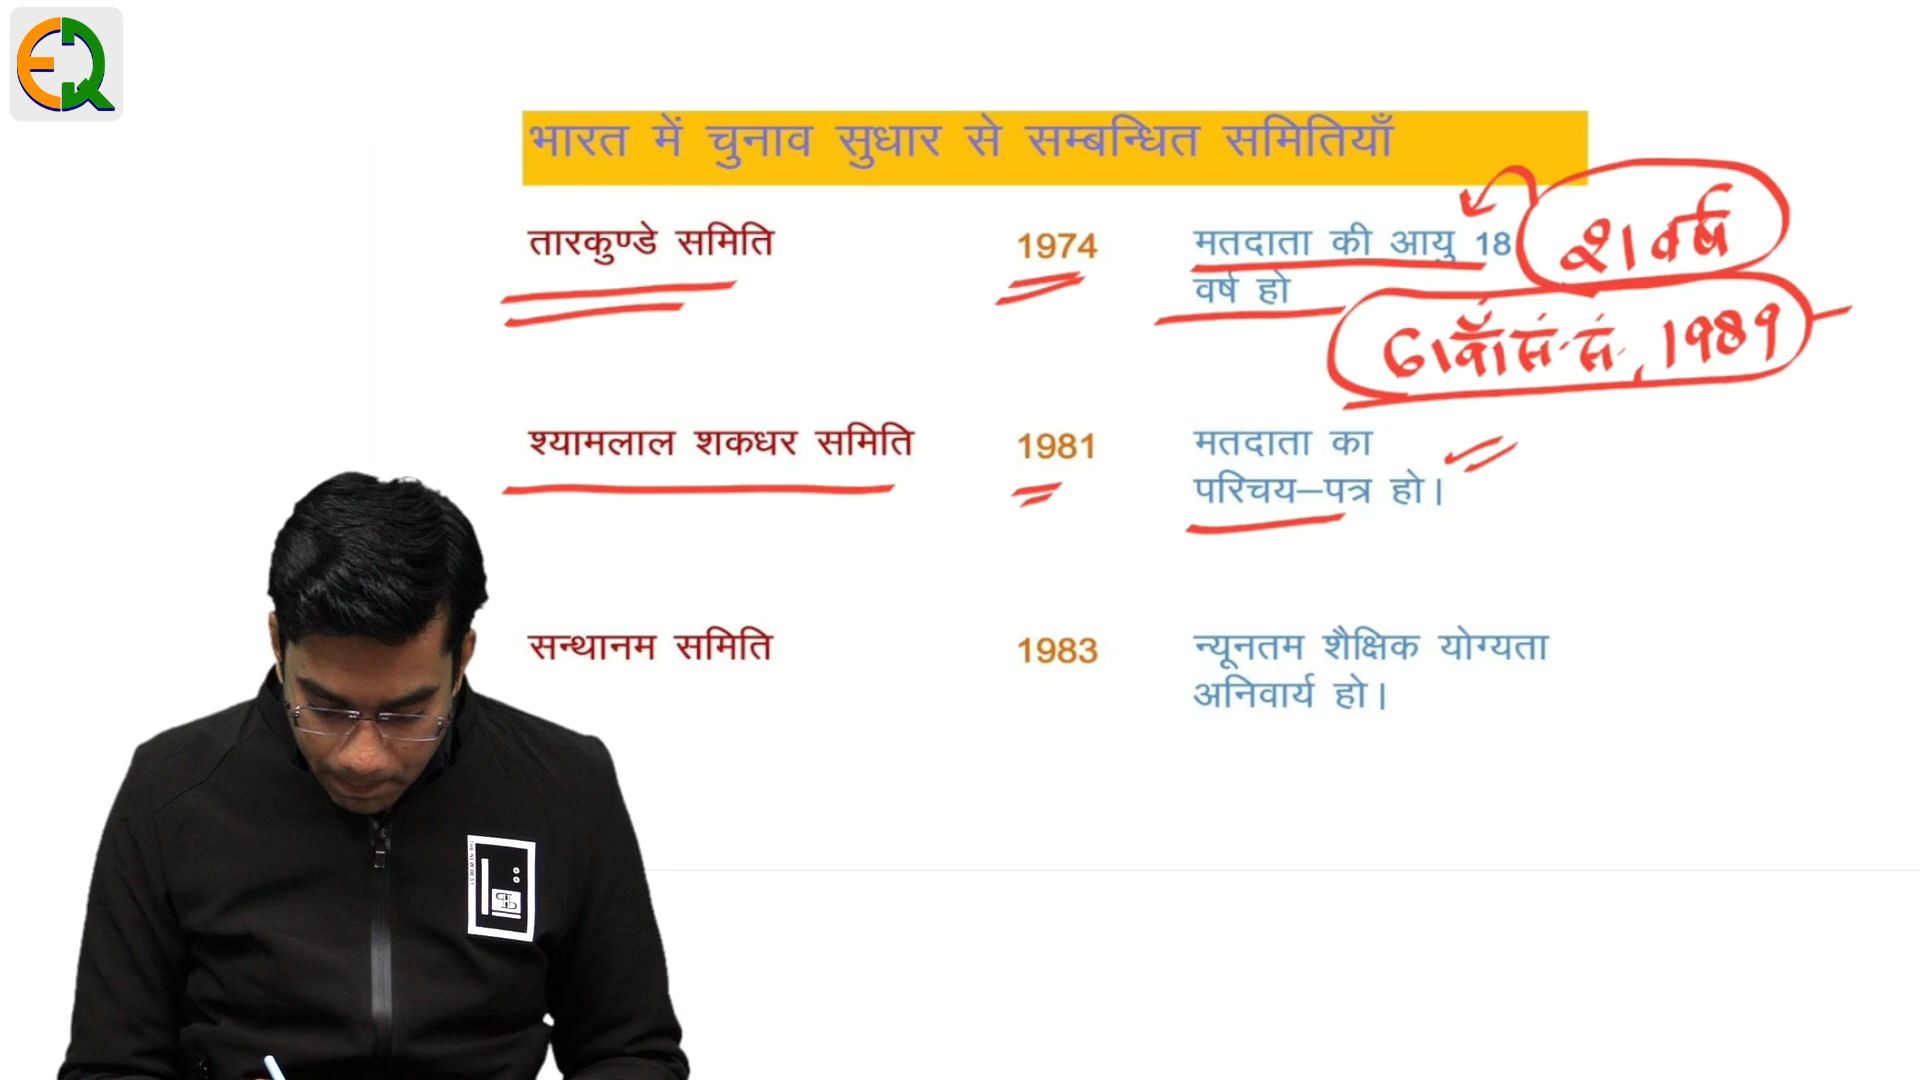 भारत में चुनाव सुधार से सम्बन्धित समितियाँ
तारकुण्डे समिति 1974 मतदाता की आयु 18
वर्ष हो
21 वर्ष
61वाँ सं. सं., 1989
श्यामलाल शकधर समिति 1981 मतदाता का
परिचय–पत्र हो।
सन्थानम समिति 1983 न्यूनतम शैक्षिक योग्यता
अनिवार्य हो।